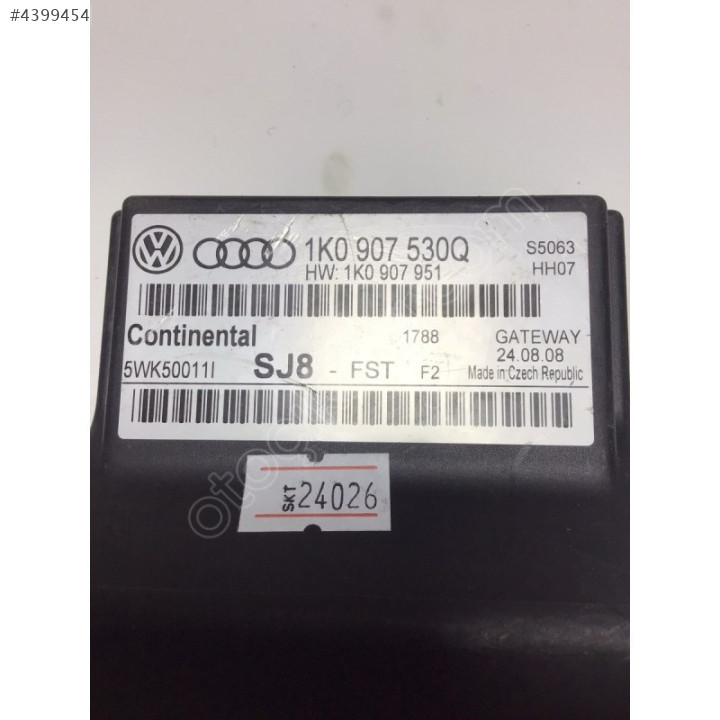 #4399454
1K0 907 530Q S5063
HW: 1K0 907 951 HH07
Continental 1788 GATEWAY
24.08.08
5WK50011I SJ8 - FST F2 Made in Czech Republic
SKT 24026